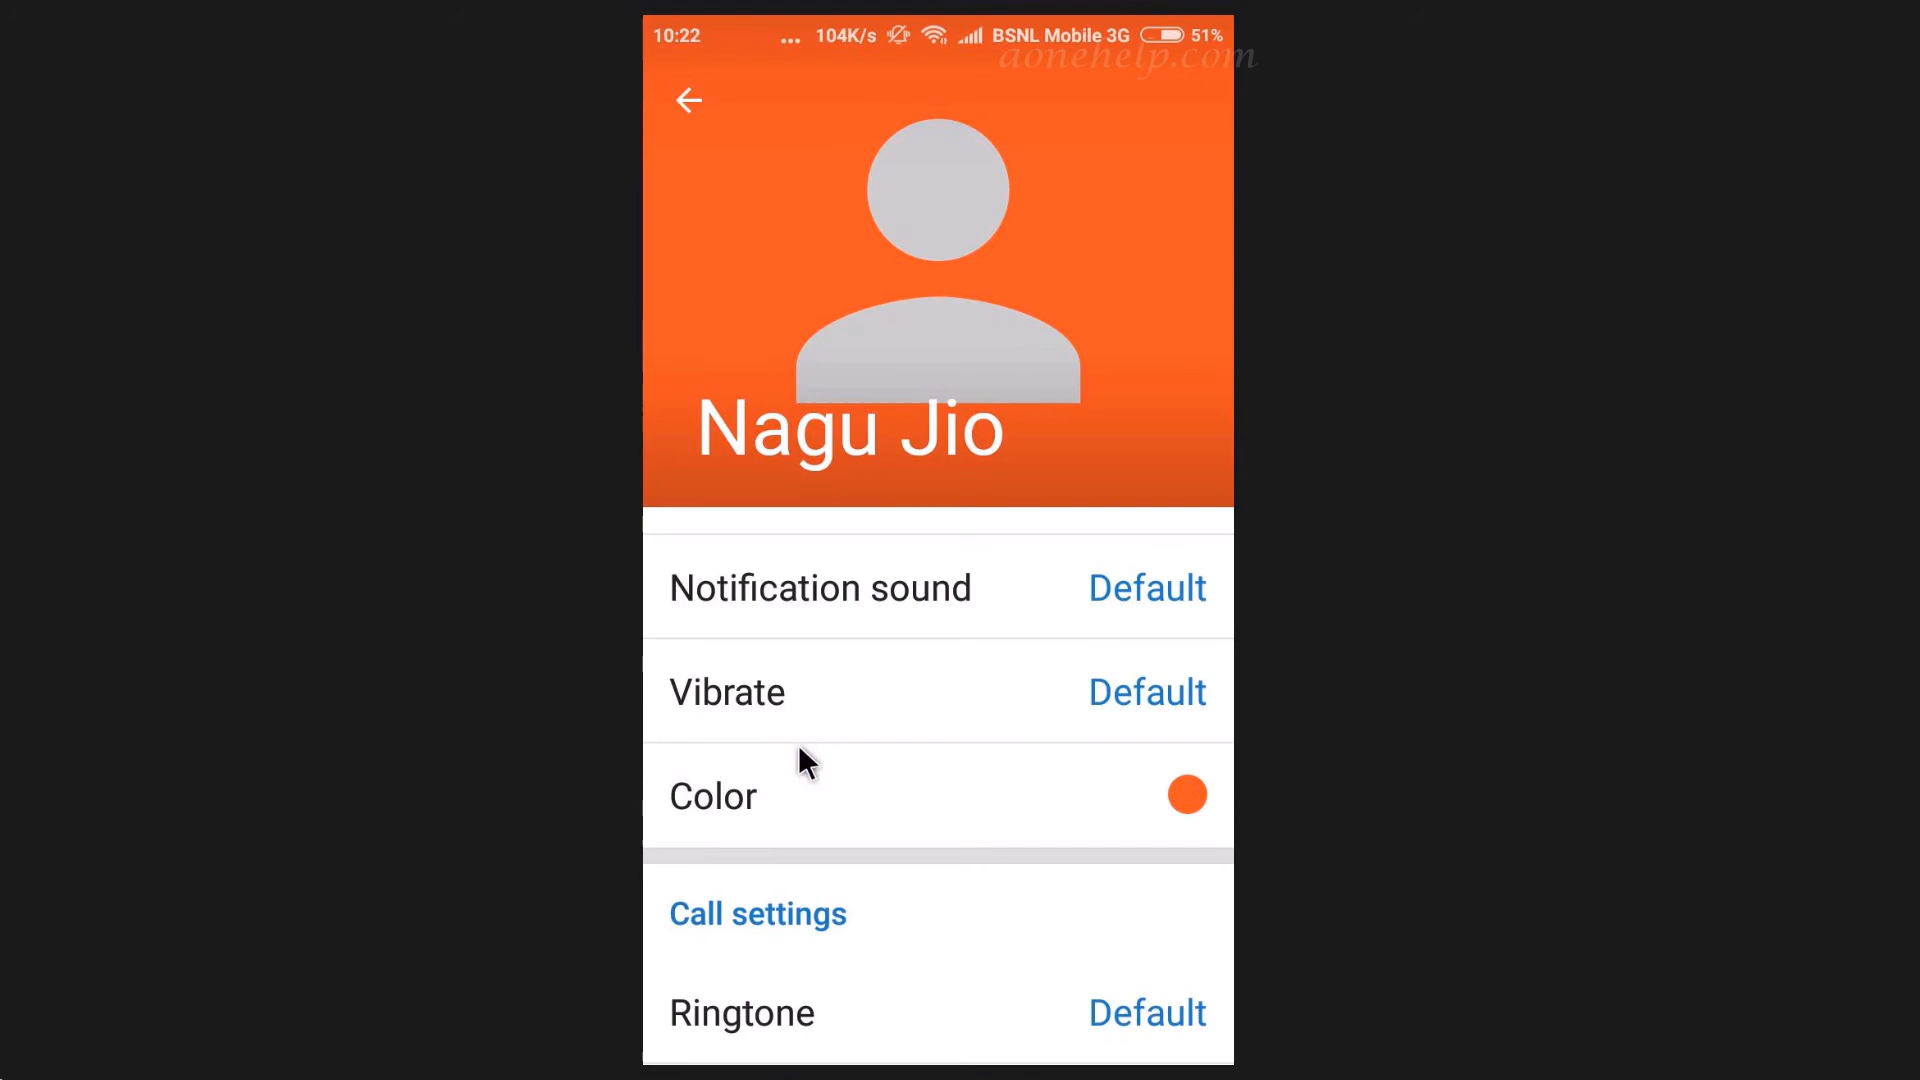 10:22 ... 104K/s BSNL Mobile 3G 51%
aonehelp.com
Nagu Jio
Notification sound Default
Vibrate Default
Color
Call settings
Ringtone Default